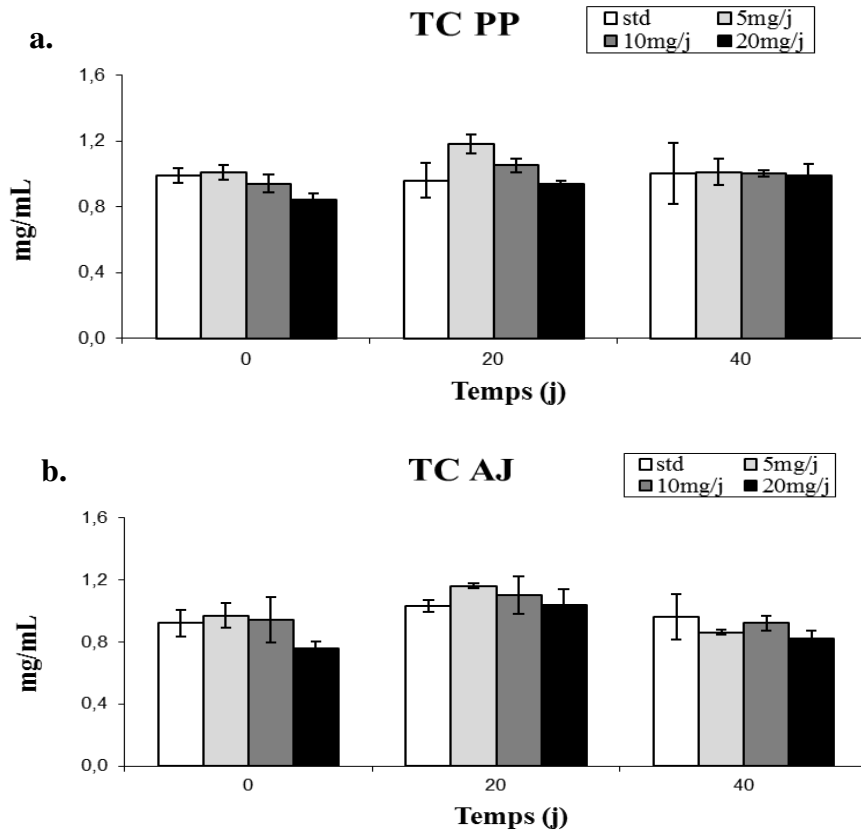 a.
TC PP
std 5mg/j
10mg/j 20mg/j
1,6
1,2
0,8
0,4
0,0
mg/mL
0 20 40
Temps (j)
b.
TC AJ
std 5mg/j
10mg/j 20mg/j
1,6
1,2
0,8
0,4
0,0
mg/mL
0 20 40
Temps (j)